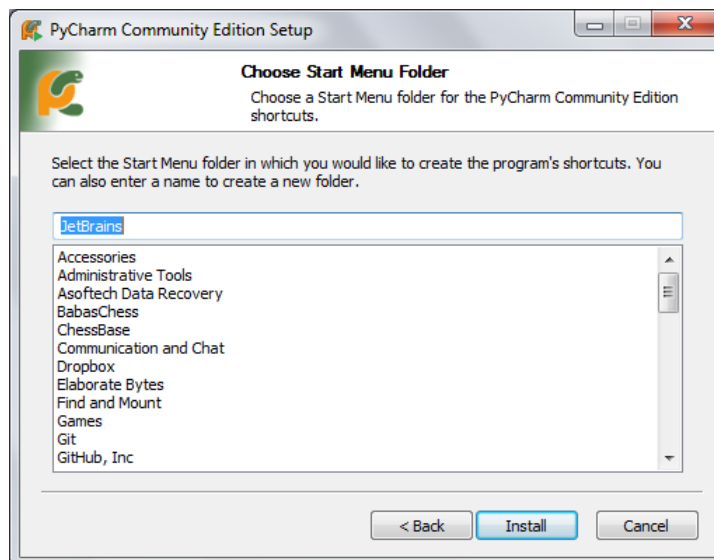 PyCharm Community Edition Setup
Choose Start Menu Folder
Choose a Start Menu folder for the PyCharm Community Edition
shortcuts.
Select the Start Menu folder in which you would like to create the program's shortcuts. You
can also enter a name to create a new folder.
JetBrains
Accessories
Administrative Tools
Asoftech Data Recovery
BabasChess
ChessBase
Communication and Chat
Dropbox
Elaborate Bytes
Find and Mount
Games
Git
GitHub, Inc
< Back
Install
Cancel